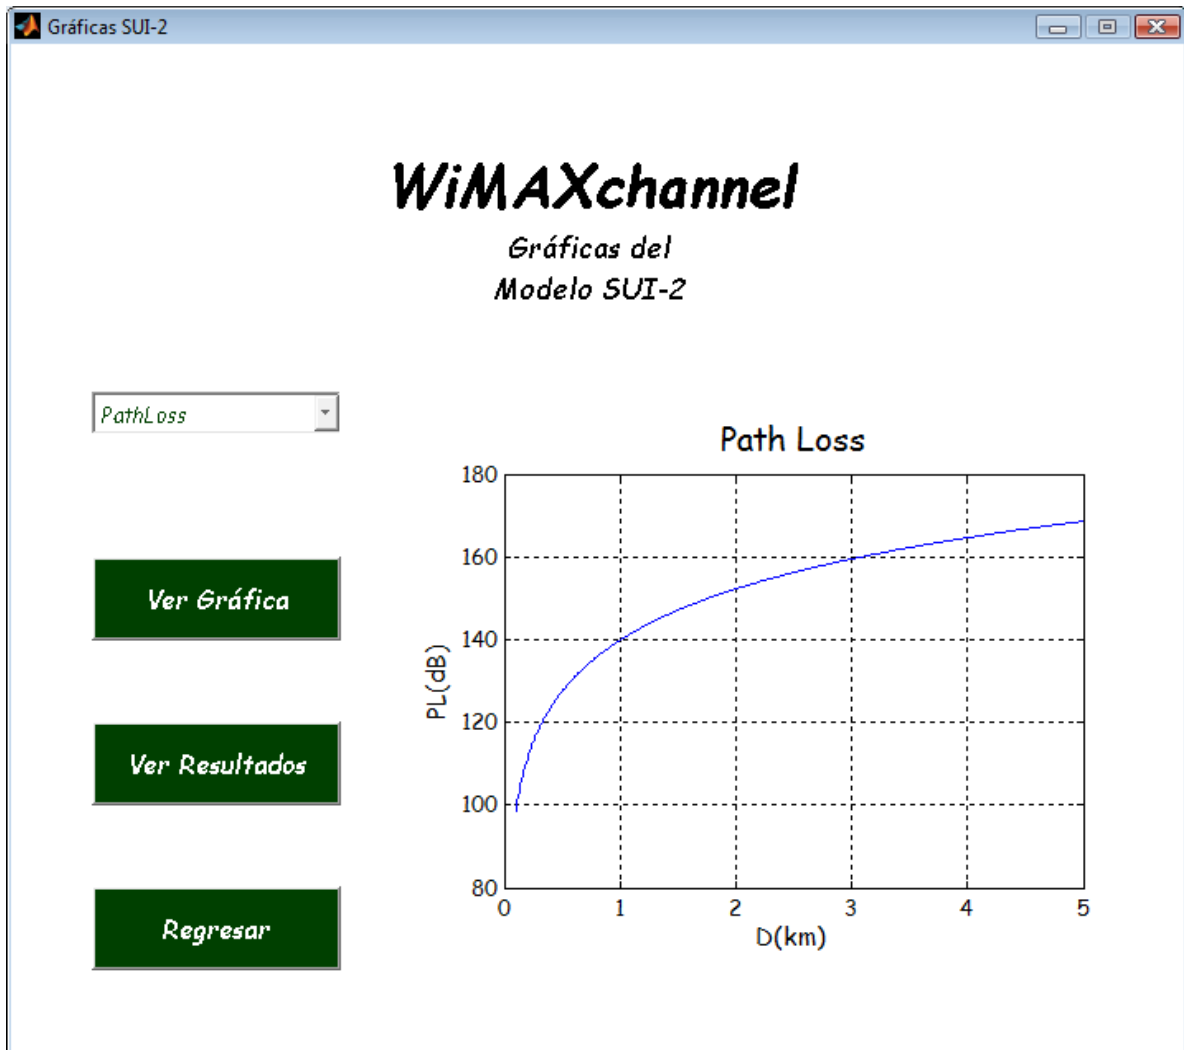 Gráficas SUI-2
WiMAXchannel
Gráficas del
Modelo SUI-2
PathLoss
Ver Gráfica
Ver Resultados
Regresar
Path Loss
180
160
140
120
100
80
PL(dB)
0 1 2 3 4 5
D(km)